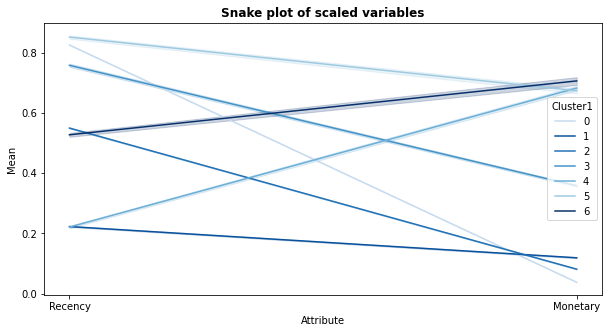 Snake plot of scaled variables
0.8
0.6
0.4
0.2
0.0
Mean
Cluster1
0
1
2
3
4
5
6
Recency
Monetary
Attribute